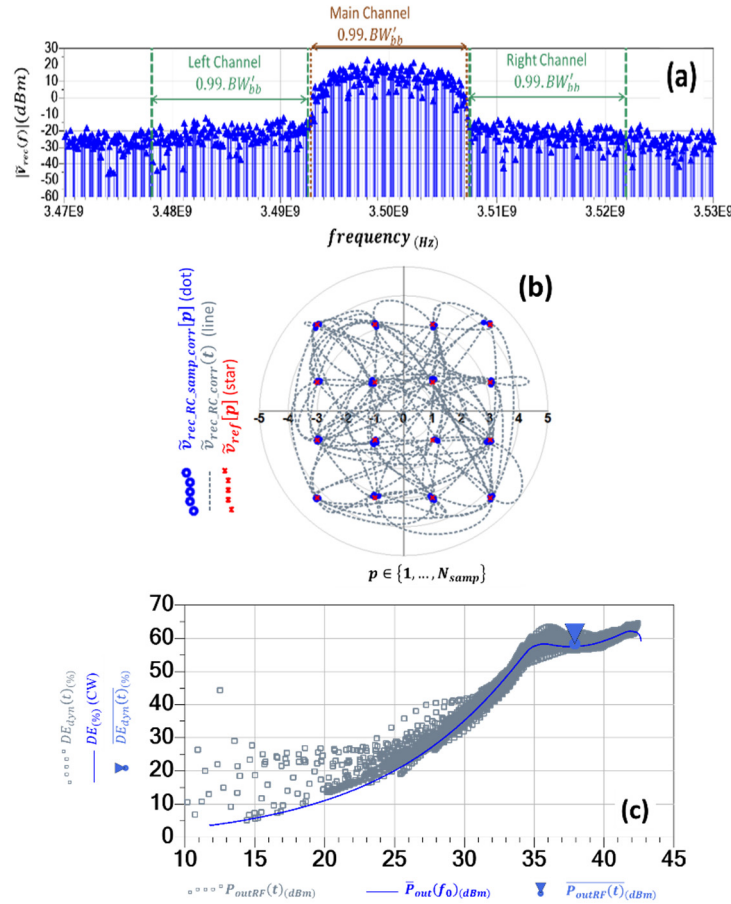 Main Channel
0.99.BW'bb
Left Channel
0.99.BW'bb
Right Channel
0.99.BW'bb
(a)
|ṽrec(f)|(dBm)
30
20
10
0
-10
-20
-30
-40
-50
-60
3.47E9 3.48E9 3.49E9 3.50E9 3.51E9 3.52E9 3.53E9
frequency(Hz)
(b)
ṽrec_RC_samp_corr[p] (dot)
ṽrec_RC_corr(t) (line)
ṽref[p] (star)
-5 -4 -3 -2 -1 0 1 2 3 4 5
p ∈ {1, ..., Nsamp}
70
60
50
40
30
20
10
0
DEdyn(t)(%)
DE(%) (CW)
D̅E̅d̅y̅n̅(̅t̅)̅(%)
(c)
10 15 20 25 30 35 40 45
PoutRF(t)(dBm)
P̅out(f0)(dBm)
P̅o̅u̅t̅R̅F̅(̅t̅)̅(dBm)